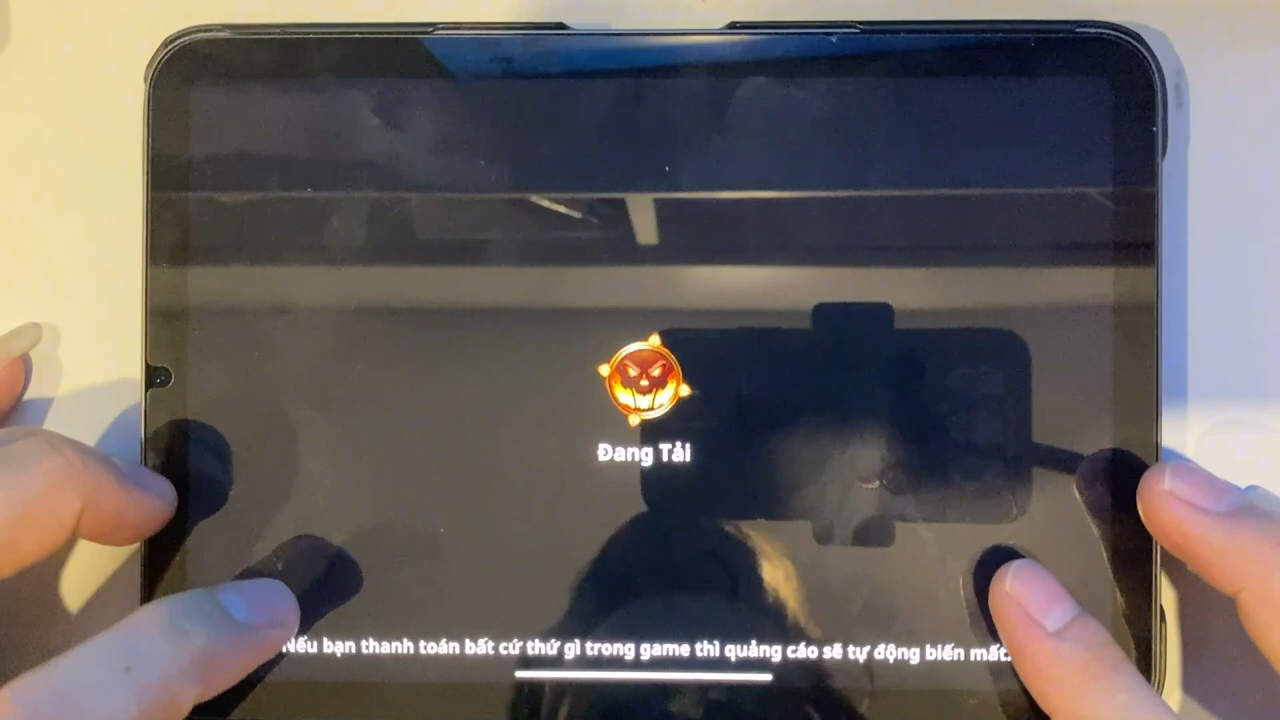 Đang Tải
Nếu bạn thanh toán bất cứ thứ gì trong game thì quảng cáo sẽ tự động biến mất.